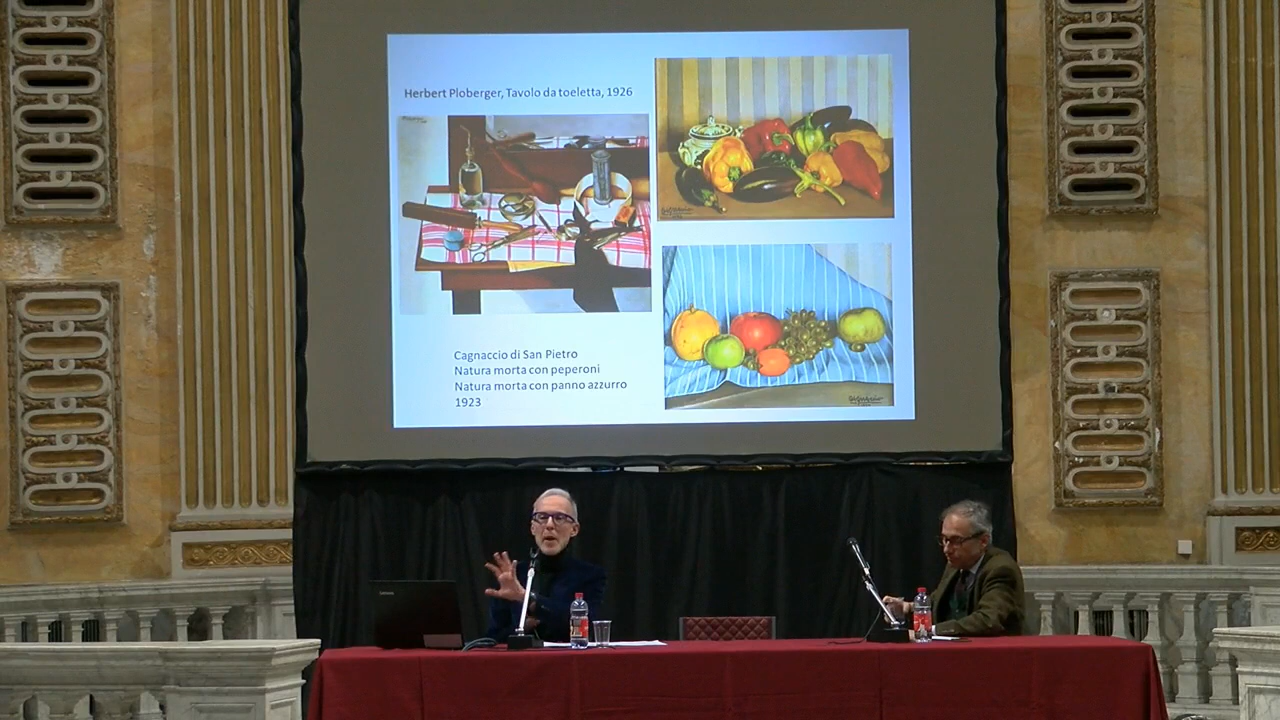 Herbert Ploberger, Tavolo da toeletta, 1926
Cagnaccio di San Pietro
Natura morta con peperoni
Natura morta con panno azzurro
1923